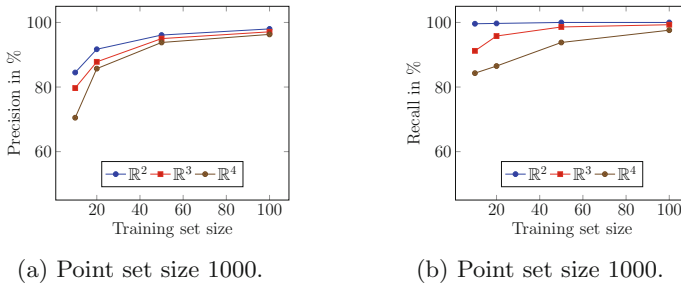 100
80
60
Precision in %
ℝ² ℝ³ ℝ⁴
20 40 60 80 100
Training set size
(a) Point set size 1000.
100
80
60
Recall in %
ℝ² ℝ³ ℝ⁴
20 40 60 80 100
Training set size
(b) Point set size 1000.